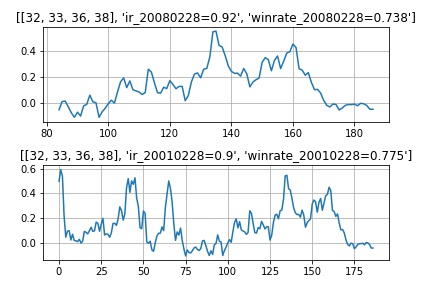 [[32, 33, 36, 38], 'ir_20080228=0.92', 'winrate_20080228=0.738']
0.4
0.2
0.0
80 100 120 140 160 180
[[32, 33, 36, 38], 'ir_20010228=0.9', 'winrate_20010228=0.775']
0.6
0.4
0.2
0.0
0 25 50 75 100 125 150 175